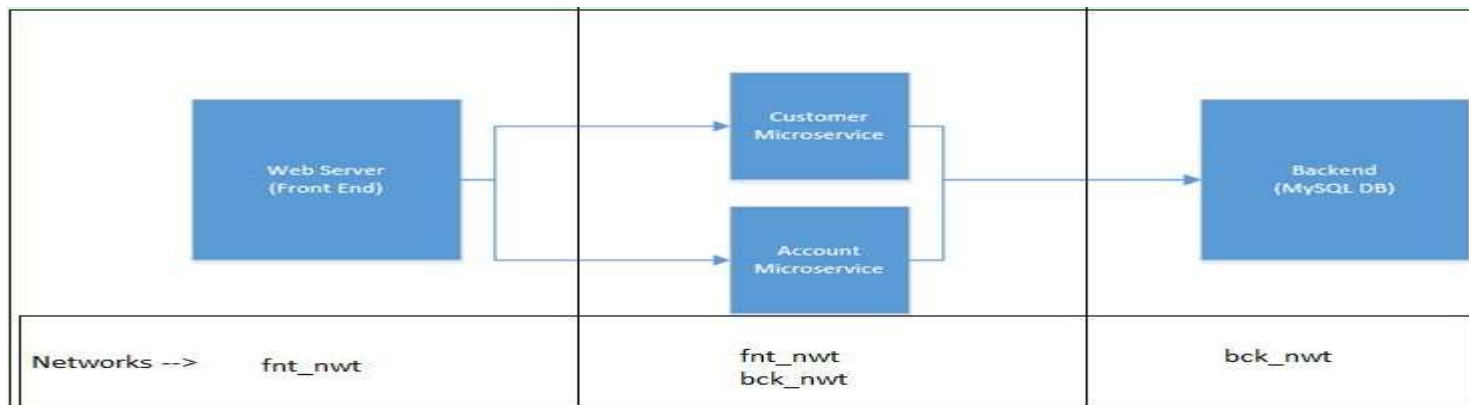 Web Server
(Front End)
Customer
Microservice
Account
Microservice
Backend
(MySQL DB)
Networks --> fnt_nwt
fnt_nwt
bck_nwt
bck_nwt